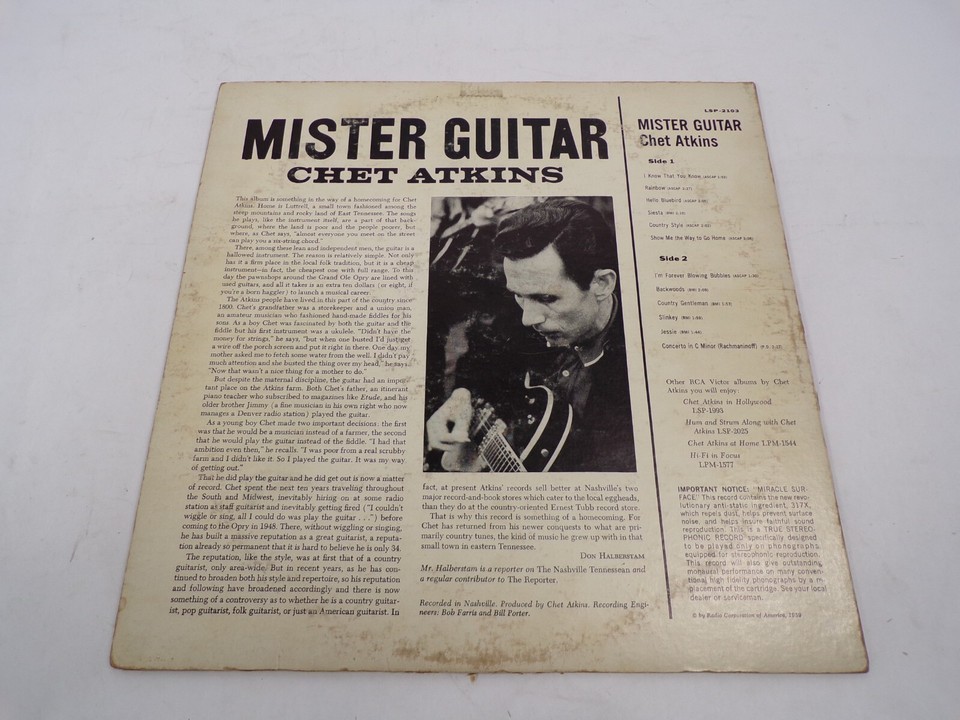 MISTER GUITAR
CHET ATKINS
This album is something in the way of a homecoming for Chet
Atkins. Home is Luttrell, a small town fashioned among the
steep mountains and rocky land of East Tennessee. The songs
he plays, like the instrument itself, are a part of that back-
ground, where the land is poor and the people poorer, but
where, as Chet says, "almost everyone you meet on the street
can play you a six-string chord."
There, among these lean and independent men, the guitar is a
hallowed instrument. The reason is relatively simple. Not only
has it a firm place in the local folk tradition, but it is a cheap
instrument—in fact, the cheapest one with full range. To this
day the pawnshops around the Grand Ole Opry are lined with
used guitars, and all it takes is an extra ten dollars (or eight, if
you're a born haggler) to launch a musical career.
The Atkins people have lived in this part of the country since
1800. Chet's grandfather was a storekeeper and a union man,
an amateur musician who fashioned hand-made fiddles for his
sons. As a boy Chet was fascinated by both the guitar and the
fiddle but his first instrument was a ukulele. "Didn't have the
money for strings," he says, "but when one busted I'd just get
a wire off the porch screen and put it right in there. One day my
mother asked me to fetch some water from the well. I didn't pay
much attention and she busted the thing over my head," he says.
"Now that wasn't a nice thing for a mother to do."
But despite the maternal discipline, the guitar had an impor-
tant place on the Atkins farm. Both Chet's father, an itinerant
piano teacher who subscribed to magazines like Etude, and his
older brother Jimmy (a fine musician in his own right who now
manages a Denver radio station) played the guitar.
As a young boy Chet made two important decisions: the first
was that he would be a musician instead of a farmer, the second
that he would play the guitar instead of the fiddle. "I had that
ambition even then," he recalls. "I was poor from a real scrubby
farm and I didn't like it. So I played the guitar. It was my way
of getting out."
That he did play the guitar and he did get out is now a matter
of record. Chet spent the next ten years traveling throughout
the South and Midwest, inevitably hiring on at some radio
station as staff guitarist and inevitably getting fired ("I couldn't
wiggle or sing, all I could do was play the guitar . . .") before
coming to the Opry in 1948. There, without wiggling or singing,
he has built a massive reputation as a great guitarist, a reputa-
tion already so permanent that it is hard to believe he is only 34.
The reputation, like the style, was at first that of a country
guitarist, only area-wide. But in recent years, as he has con-
tinued to broaden both his style and repertoire, so his reputation
and following have broadened accordingly and there is now
something of a controversy as to whether he is a country guitar-
ist, pop guitarist, folk guitarist, or just an American guitarist. In
fact, at present Atkins' records sell better at Nashville's two
major record-and-book stores which cater to the local eggheads,
than they do at the country-oriented Ernest Tubb record store.
That is why this record is something of a homecoming. For
Chet has returned from his newer conquests to what are pri-
marily country tunes, the kind of music he grew up with in that
small town in eastern Tennessee.
DON HALBERSTAM
Mr. Halberstam is a reporter on The Nashville Tennessean and
a regular contributor to The Reporter.
Recorded in Nashville. Produced by Chet Atkins. Recording Engi-
neers: Bob Farris and Bill Porter.
LSP-2103
MISTER GUITAR
Chet Atkins
Side 1
I Know That You Know
Rainbow
Hello Bluebird
Siesta
Country Style
Show Me the Way to Go Home
Side 2
I'm Forever Blowing Bubbles
Backwoods
Country Gentleman
Slinkey
Jessie
Concerto in C Minor (Rachmaninoff)
Other RCA Victor albums by Chet
Atkins you will enjoy:
Chet Atkins in Hollywood
LSP-1993
Hum and Strum Along with Chet
Atkins LSP-2025
Chet Atkins at Home LPM-1544
Hi-Fi in Focus
LPM-1577
IMPORTANT NOTICE: "MIRACLE SUR-
FACE" This record contains the new revo-
lutionary anti-static ingredient, 317X,
which repels dust, helps prevent surface
noise, and helps insure faithful sound
reproduction. This is a TRUE STEREO-
PHONIC RECORD specifically designed
to be played only on phonographs
equipped for stereophonic reproduction.
This record will also give outstanding
monaural performance on many conven-
tional high fidelity phonographs by a re-
placement of the cartridge. See your local
dealer or serviceman.
© by Radio Corporation of America, 1959